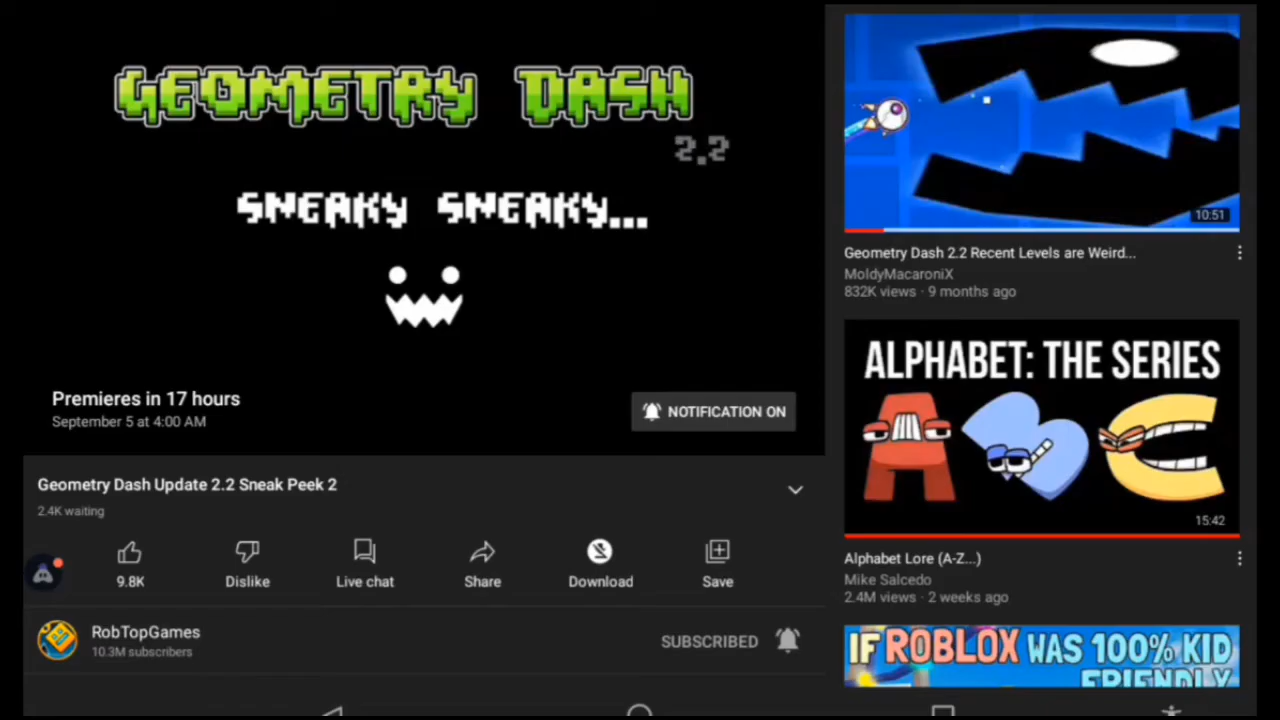 GEOMETRY DASH
2.2
SNEAKY SNEAKY...
Premieres in 17 hours
September 5 at 4:00 AM
NOTIFICATION ON
Geometry Dash Update 2.2 Sneak Peek 2
2.4K waiting
9.8K
Dislike
Live chat
Share
Download
Save
RobTopGames
10.3M subscribers
SUBSCRIBED
10:51
Geometry Dash 2.2 Recent Levels are Weird...
MoldyMacaroniX
832K views · 9 months ago
ALPHABET: THE SERIES
15:42
Alphabet Lore (A-Z...)
Mike Salcedo
2.4M views · 2 weeks ago
IF ROBLOX WAS 100% KID
FRIENDLY